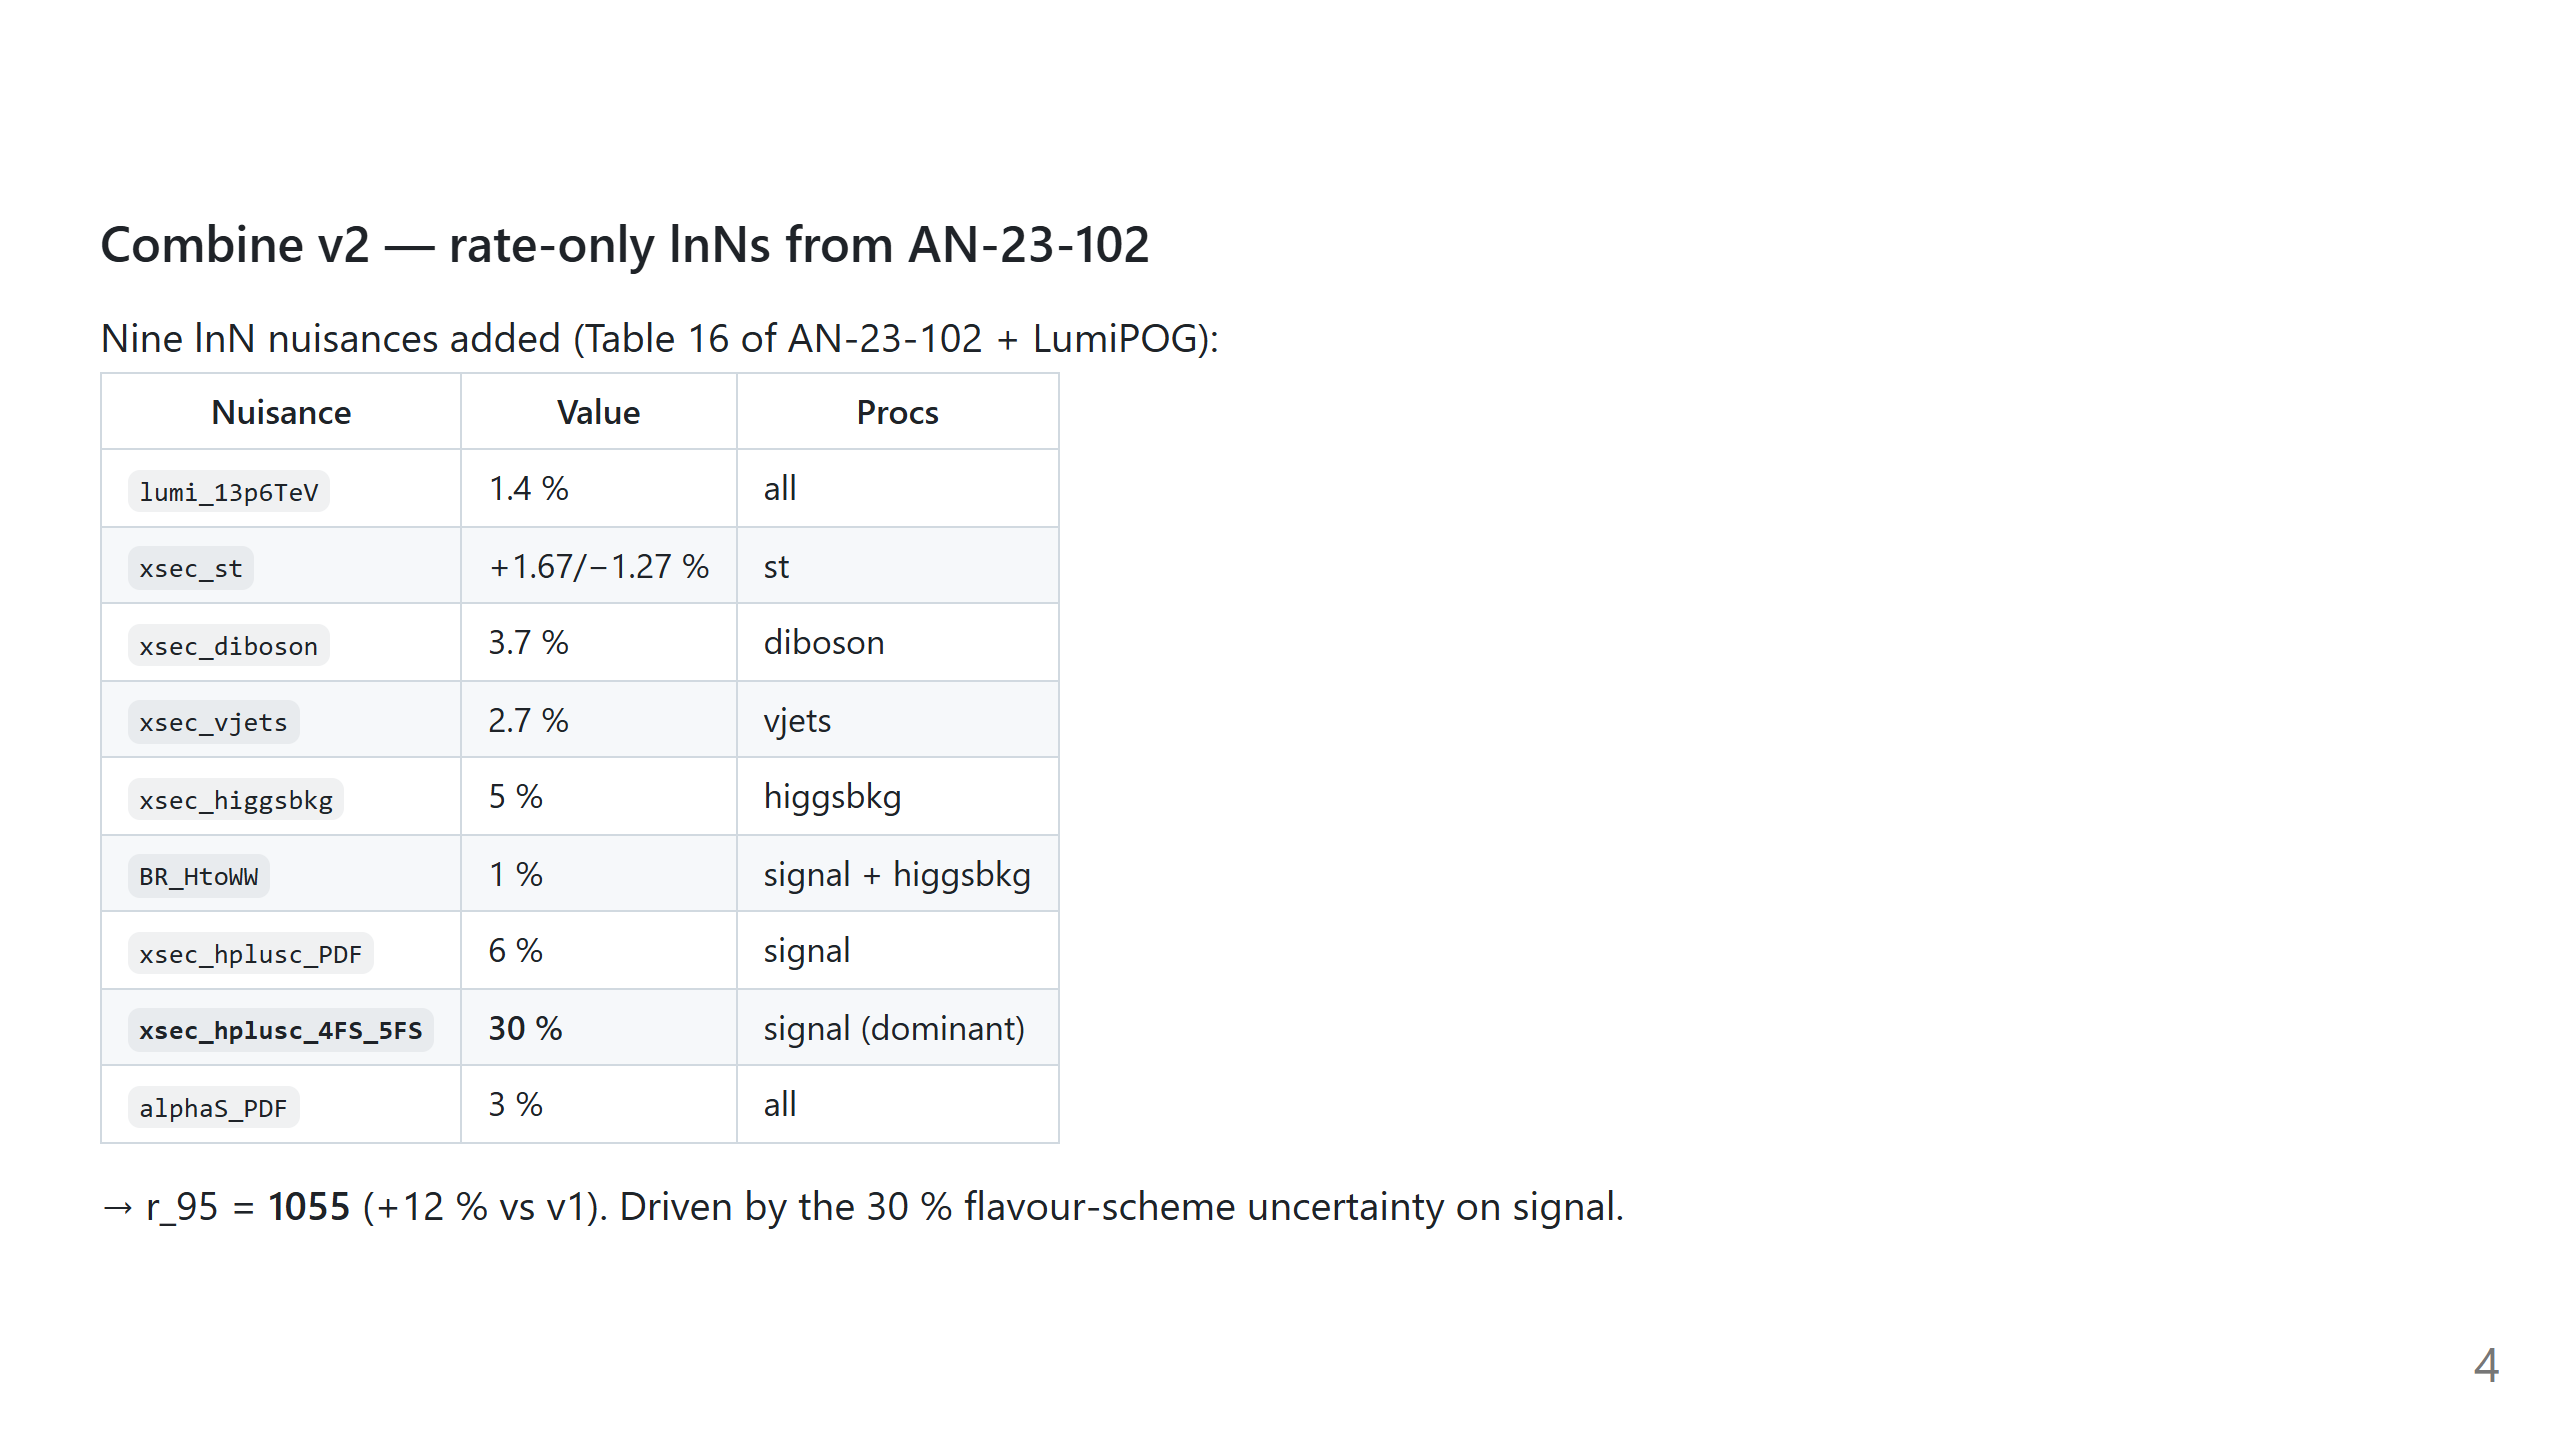 Combine v2 — rate-only lnNs from AN-23-102
Nine lnN nuisances added (Table 16 of AN-23-102 + LumiPOG):
Nuisance Value Procs
lumi_13p6TeV 1.4 % all
xsec_st +1.67/−1.27 % st
xsec_diboson 3.7 % diboson
xsec_vjets 2.7 % vjets
xsec_higgsbkg 5 % higgsbkg
BR_HtoWW 1 % signal + higgsbkg
xsec_hplusc_PDF 6 % signal
xsec_hplusc_4FS_5FS 30 % signal (dominant)
alphaS_PDF 3 % all
→ r_95 = 1055 (+12 % vs v1). Driven by the 30 % flavour-scheme uncertainty on signal.
4